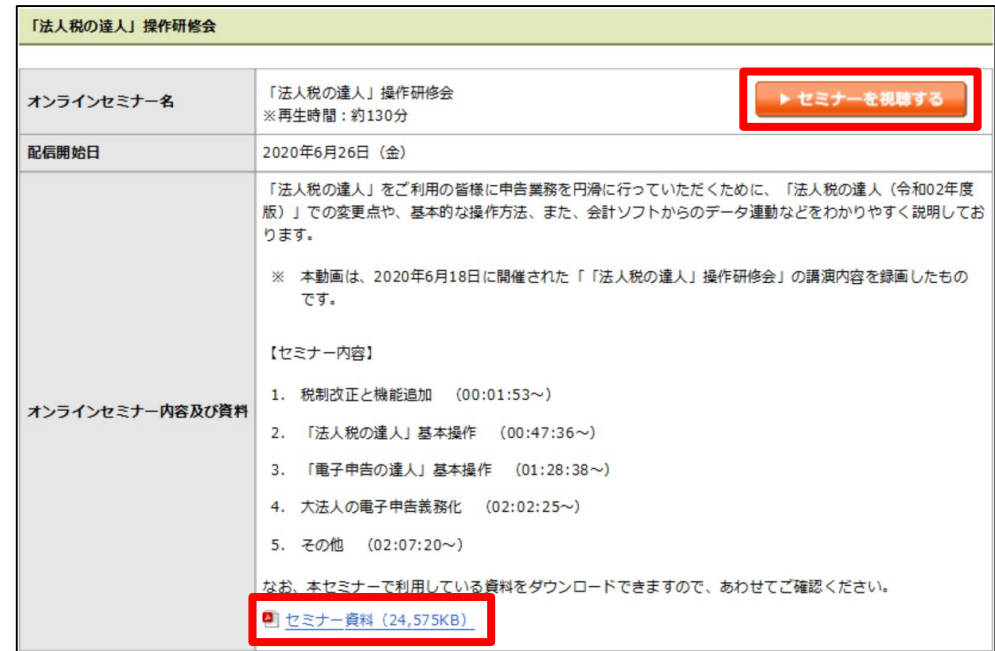 「法人税の達人」操作研修会
オンラインセミナー名
「法人税の達人」操作研修会
※再生時間：約130分
セミナーを視聴する
配信開始日
2020年6月26日（金）
オンラインセミナー内容及び資料
「法人税の達人」をご利用の皆様に申告業務を円滑に行っていただくために、「法人税の達人（令和02年度
版）」での変更点や、基本的な操作方法、また、会計ソフトからのデータ連動などをわかりやすく説明してお
ります。
※　本動画は、2020年6月18日に開催された「「法人税の達人」操作研修会」の講演内容を録画したもの
です。
【セミナー内容】
1.　税制改正と機能追加　（00:01:53～）
2.　「法人税の達人」基本操作　（00:47:36～）
3.　「電子申告の達人」基本操作　（01:28:38～）
4.　大法人の電子申告義務化　（02:02:25～）
5.　その他　（02:07:20～）
なお、本セミナーで利用している資料をダウンロードできますので、あわせてご確認ください。
セミナー資料（24,575KB）